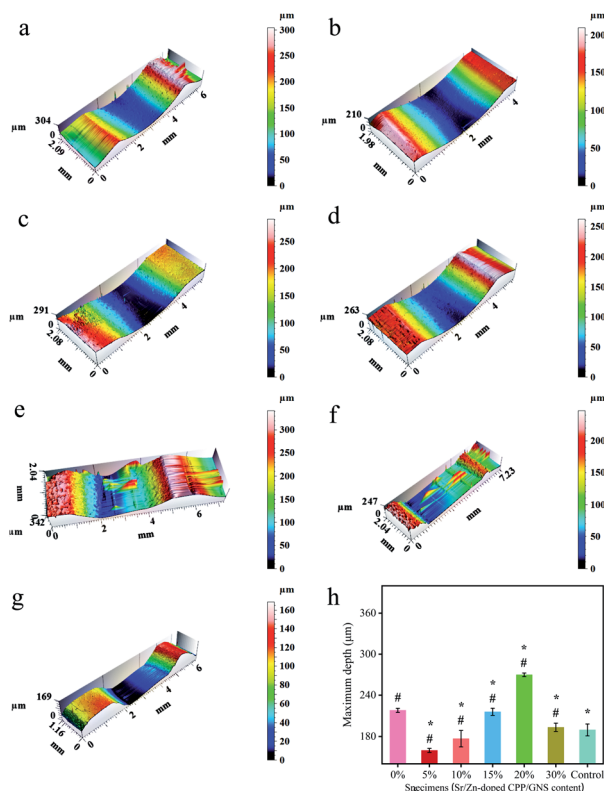 a
µm
300
250
200
150
100
50
0
µm
304
0
2.09
mm
0
0
2
mm
4
6
b
µm
200
150
100
50
0
µm
210
0
1.98
mm
0
0
2
mm
4
c
µm
250
200
150
100
50
0
µm
291
0
2.08
mm
0
0
2
mm
4
d
µm
250
200
150
100
50
0
µm
263
0
2.08
mm
0
0
2
mm
4
e
µm
300
250
200
150
100
50
0
2.04
mm
0
342
µm
0
0
2
mm
4
6
f
µm
200
150
100
50
0
µm
247
0
2.04
mm
0
0
mm
7.23
g
µm
160
140
120
100
80
60
40
20
0
µm
169
0
1.16
mm
0
0
2
mm
4
6
h
Maximum depth (µm)
360
300
240
180
#
* #
* #
* #
* #
* #
*
0% 5% 10% 15% 20% 30% Control
Specimens (Sr/Zn-doped CPP/GNS content)